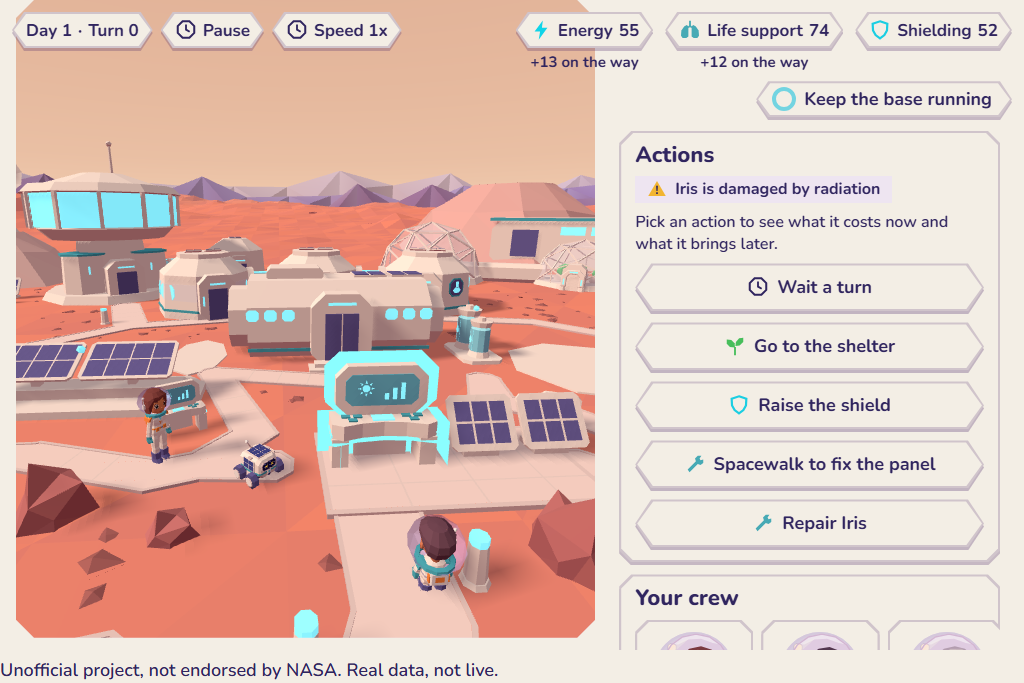 Day 1 · Turn 0
Pause
Speed 1x
Energy 55
Life support 74
Shielding 52
+13 on the way
+12 on the way
Keep the base running
Actions
Iris is damaged by radiation
Pick an action to see what it costs now and
what it brings later.
Wait a turn
Go to the shelter
Raise the shield
Spacewalk to fix the panel
Repair Iris
Your crew
Unofficial project, not endorsed by NASA. Real data, not live.